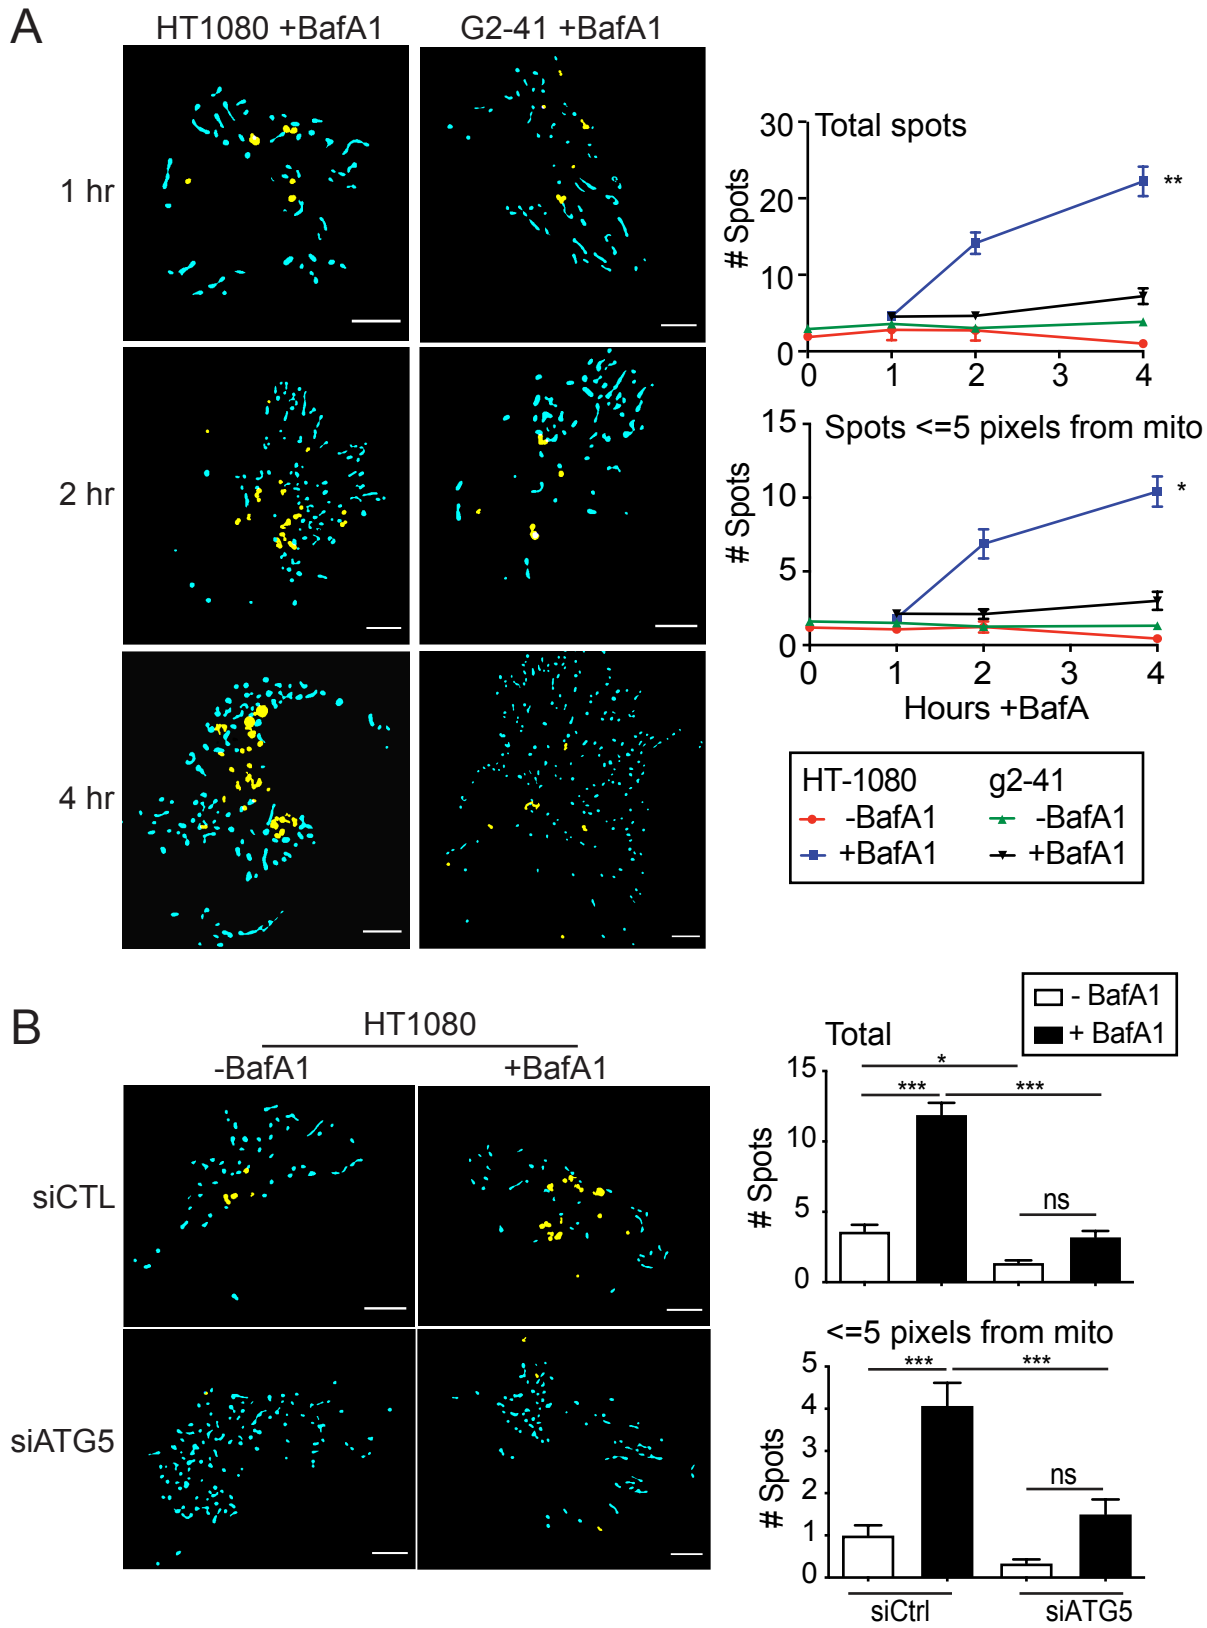 A
HT1080 +BafA1
G2-41 +BafA1
1 hr
2 hr
4 hr
Total spots
# Spots
30
20
10
0
0 1 2 3 4
**
Spots <=5 pixels from mito
# Spots
15
10
5
0
0 1 2 3 4
*
Hours +BafA
HT-1080 g2-41
-BafA1 -BafA1
+BafA1 +BafA1
B
HT1080
-BafA1 +BafA1
siCTL
siATG5
- BafA1
+ BafA1
Total
# Spots
15
10
5
0
*
*** ***
ns
<=5 pixels from mito
# Spots
5
4
3
2
1
0
*** ***
ns
siCtrl siATG5